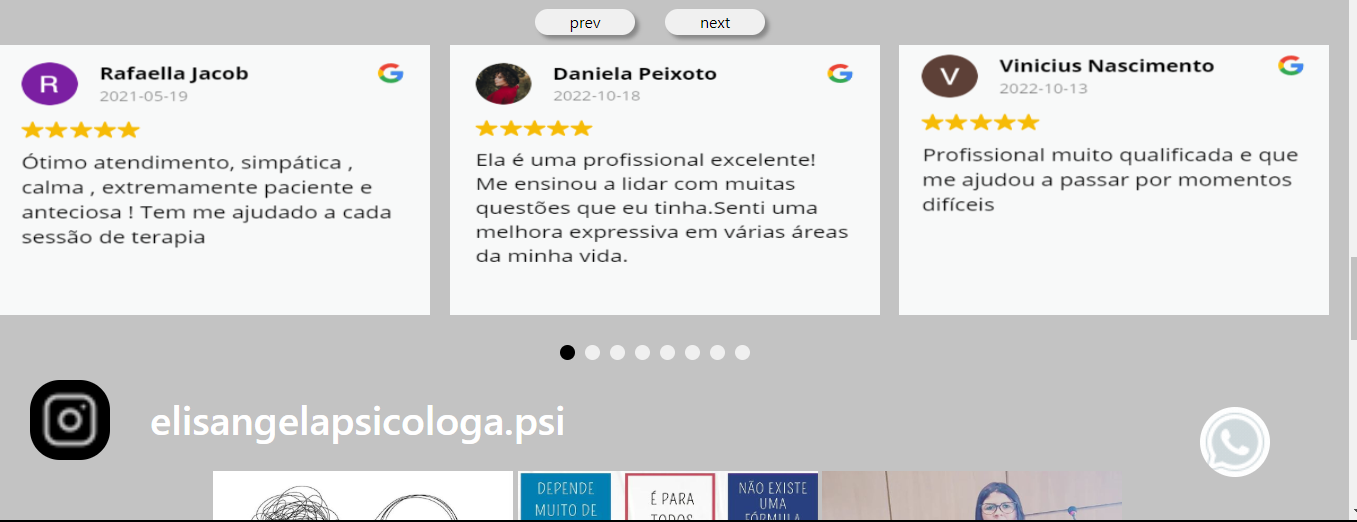 prev
next
Rafaella Jacob
2021-05-19
Ótimo atendimento, simpática ,
calma , extremamente paciente e
anteciosa ! Tem me ajudado a cada
sessão de terapia
Daniela Peixoto
2022-10-18
Ela é uma profissional excelente!
Me ensinou a lidar com muitas
questões que eu tinha.Senti uma
melhora expressiva em várias áreas
da minha vida.
V
Vinicius Nascimento
2022-10-13
Profissional muito qualificada e que
me ajudou a passar por momentos
difíceis
R
elisangelapsicologa.psi
DEPENDE
MUITO DE
É PARA
TODOS
NÃO EXISTE
UMA
FÓRMULA